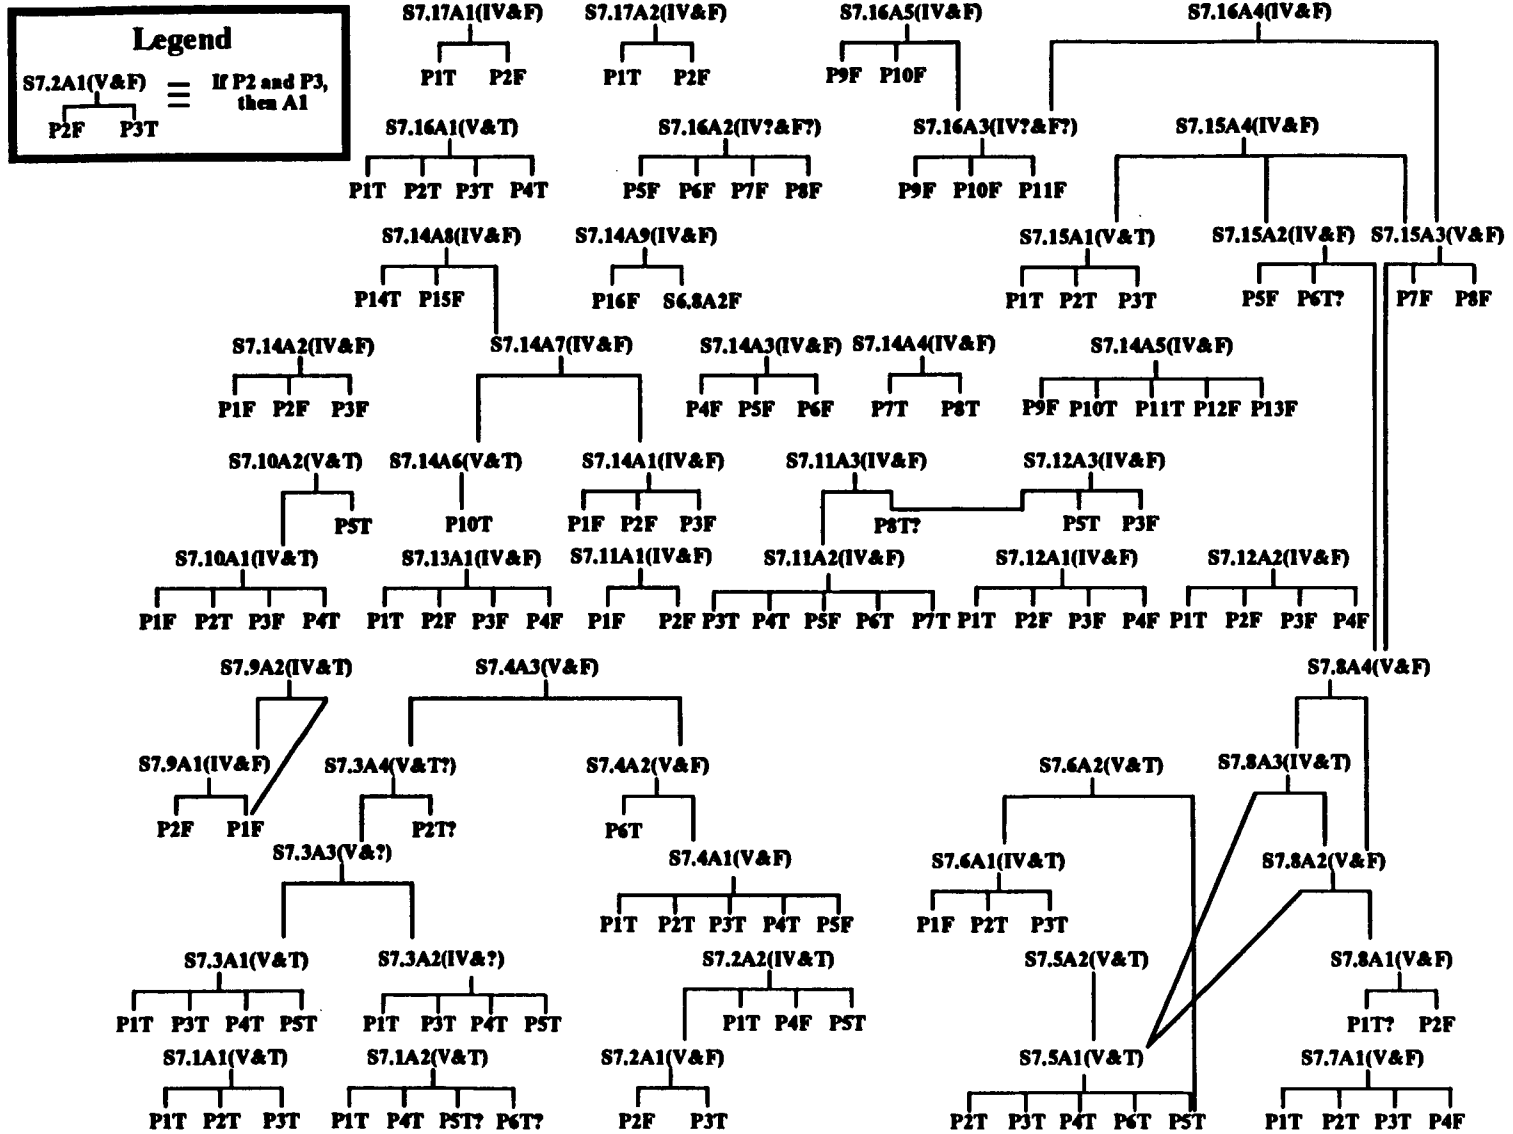 S7.17A1(IV&F) S7.17A2(IV&F) S7.16A5(IV&F) S7.16A4(IV&F)
Legend
P1T P2F P1T P2F P9F P10F
S7.2A1(V&F) ≡ If P2 and P3,
then A1
P2F P3T
S7.16A1(V&T) S7.16A2(IV?&F?) S7.16A3(IV?&F?) S7.15A4(IV&F)
P1T P2T P3T P4T P5F P6F P7F P8F P9F P10F P11F
S7.14A8(IV&F) S7.14A9(IV&F) S7.15A1(V&T) S7.15A2(IV&F) S7.15A3(V&F)
P14T P15F P16F S6.8A2F P1T P2T P3T P5F P6T? P7F P8F
S7.14A2(IV&F) S7.14A7(IV&F) S7.14A3(IV&F) S7.14A4(IV&F) S7.14A5(IV&F)
P1F P2F P3F P4F P5F P6F P7T P8T P9F P10T P11T P12F P13F
S7.10A2(V&T) S7.14A6(V&T) S7.14A1(IV&F) S7.11A3(IV&F) S7.12A3(IV&F)
P5T P10T P1F P2F P3F P8T? P5T P3F
S7.10A1(IV&T) S7.13A1(IV&F) S7.11A1(IV&F) S7.11A2(IV&F) S7.12A1(IV&F) S7.12A2(IV&F)
P1F P2T P3F P4T P1T P2F P3F P4F P1F P2F P3T P4T P5F P6T P7T P1T P2F P3F P4F P1T P2F P3F P4F
S7.9A2(IV&T) S7.4A3(V&F) S7.8A4(V&F)
S7.9A1(IV&F) S7.3A4(V&T?) S7.4A2(V&F) S7.6A2(V&T) S7.8A3(IV&T)
P2F P1F P2T? P6T
S7.3A3(V&?) S7.4A1(V&F) S7.6A1(IV&T) S7.8A2(V&F)
P1T P2T P3T P4T P5F P1F P2T P3T
S7.3A1(V&T) S7.3A2(IV&?) S7.2A2(IV&T) S7.5A2(V&T) S7.8A1(V&F)
P1T P3T P4T P5T P1T P3T P4T P5T P1T P4F P5T P1T? P2F
S7.1A1(V&T) S7.1A2(V&T) S7.2A1(V&F) S7.5A1(V&T) S7.7A1(V&F)
P1T P2T P3T P1T P4T P5T? P6T? P2F P3T P2T P3T P4T P6T P5T P1T P2T P3T P4F